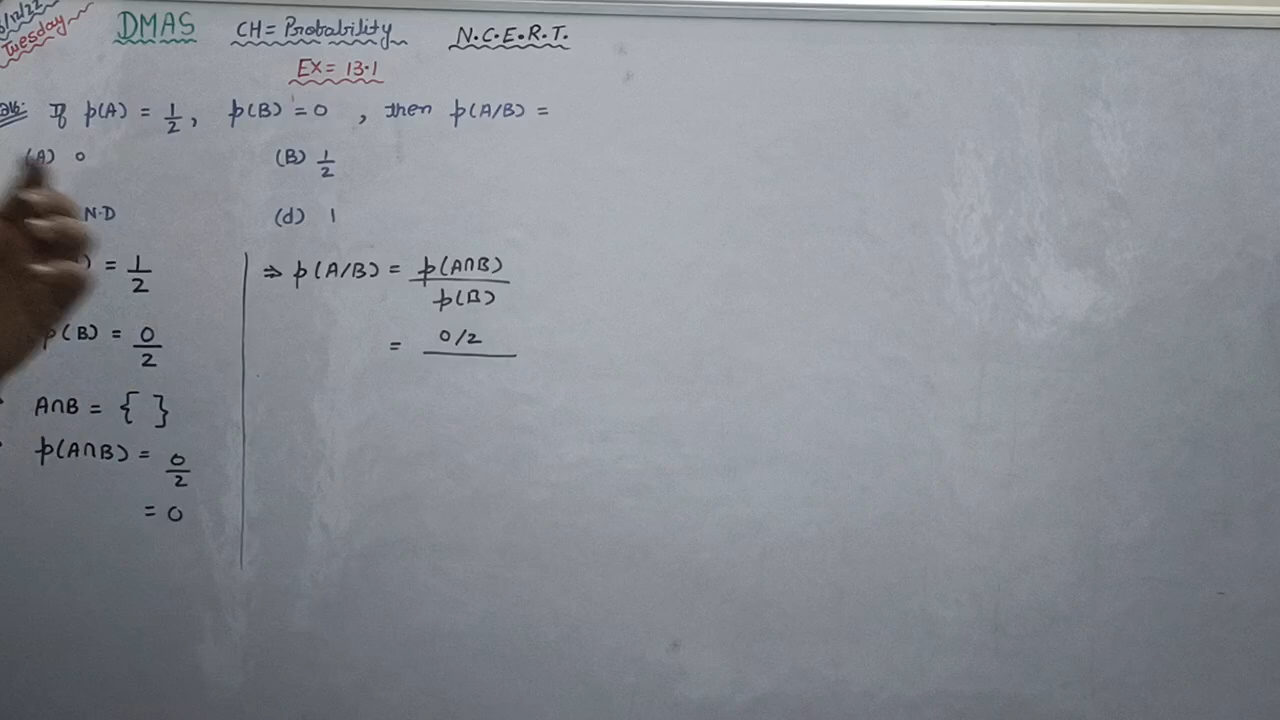 Tuesday
DMAS CH = Probability N.C.E.R.T.
EX = 13.1
If p(A) = 1/2, p(B) = 0, then p(A/B) =
(A) 0 (B) 1/2
N.D (d) 1
) = 1/2
p(B) = 0/2
A∩B = { }
p(A∩B) = 0/2
= 0
⇒ p(A/B) = p(A∩B)/p(B)
= 0/2